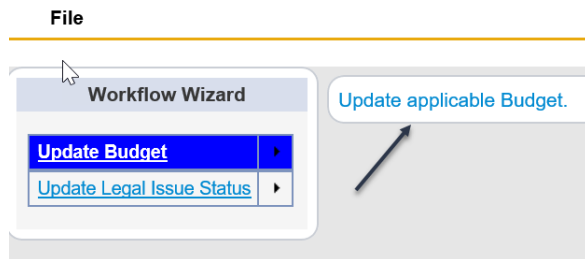 File
Workflow Wizard
Update applicable Budget.
Update Budget
Update Legal Issue Status